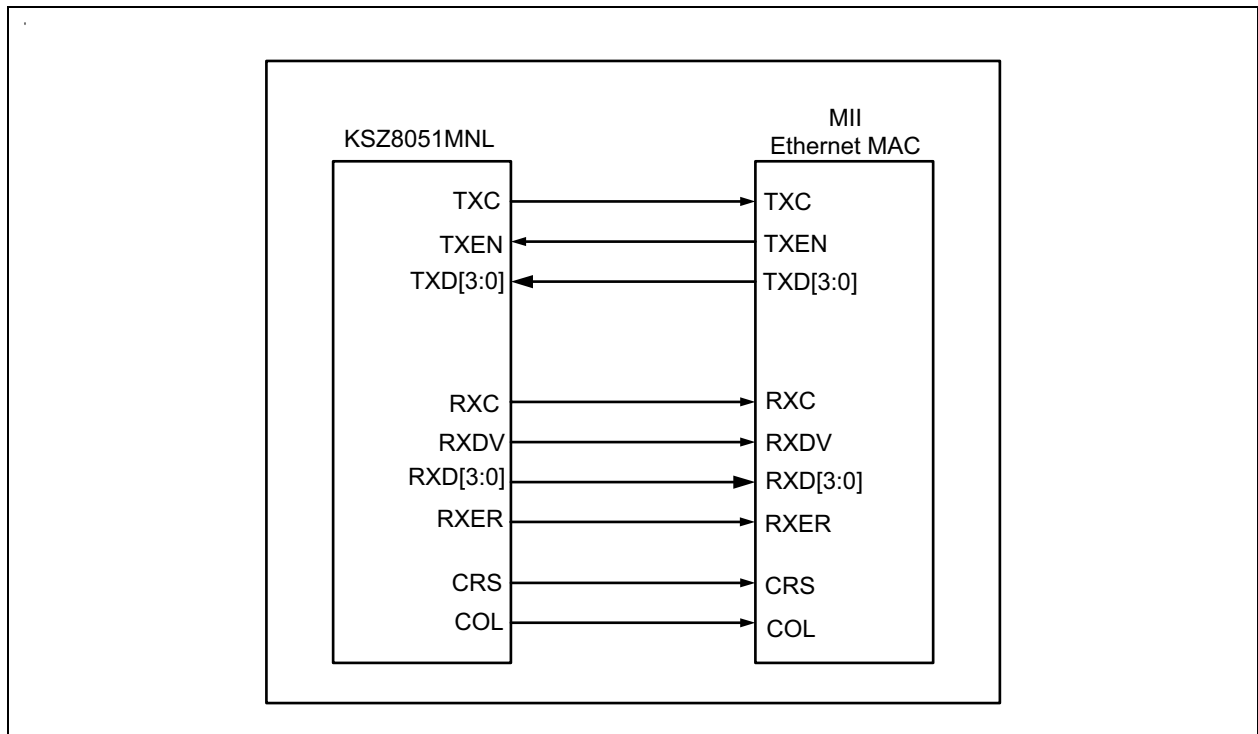 KSZ8051MNL
MII
Ethernet MAC
TXC TXC
TXEN TXEN
TXD[3:0] TXD[3:0]
RXC RXC
RXDV RXDV
RXD[3:0] RXD[3:0]
RXER RXER
CRS CRS
COL COL